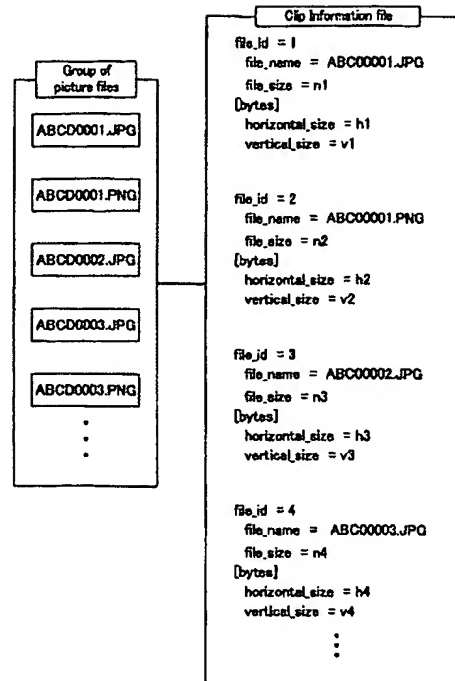 Group of
picture files
ABCD0001.JPG
ABCD0001.PNG
ABCD0002.JPG
ABCD0003.JPG
ABCD0003.PNG
Clip Information file
file_id = 1
file_name = ABC00001.JPG
file_size = n1
[bytes]
horizontal_size = h1
vertical_size = v1
file_id = 2
file_name = ABC00001.PNG
file_size = n2
[bytes]
horizontal_size = h2
vertical_size = v2
file_id = 3
file_name = ABC00002.JPG
file_size = n3
[bytes]
horizontal_size = h3
vertical_size = v3
file_id = 4
file_name = ABC00003.JPG
file_size = n4
[bytes]
horizontal_size = h4
vertical_size = v4